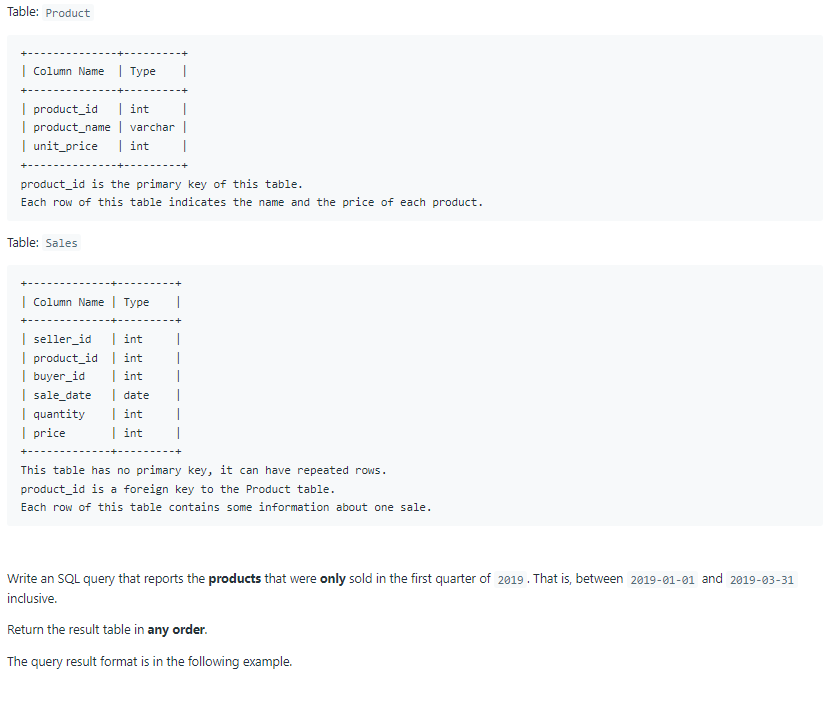 Table: Product
+--------------+---------+
| Column Name  | Type    |
+--------------+---------+
| product_id   | int     |
| product_name | varchar |
| unit_price   | int     |
+--------------+---------+
product_id is the primary key of this table.
Each row of this table indicates the name and the price of each product.
Table: Sales
+-------------+---------+
| Column Name | Type    |
+-------------+---------+
| seller_id   | int     |
| product_id  | int     |
| buyer_id    | int     |
| sale_date   | date    |
| quantity    | int     |
| price       | int     |
+-------------+---------+
This table has no primary key, it can have repeated rows.
product_id is a foreign key to the Product table.
Each row of this table contains some information about one sale.
Write an SQL query that reports the products that were only sold in the first quarter of 2019. That is, between 2019-01-01 and 2019-03-31
inclusive.
Return the result table in any order.
The query result format is in the following example.